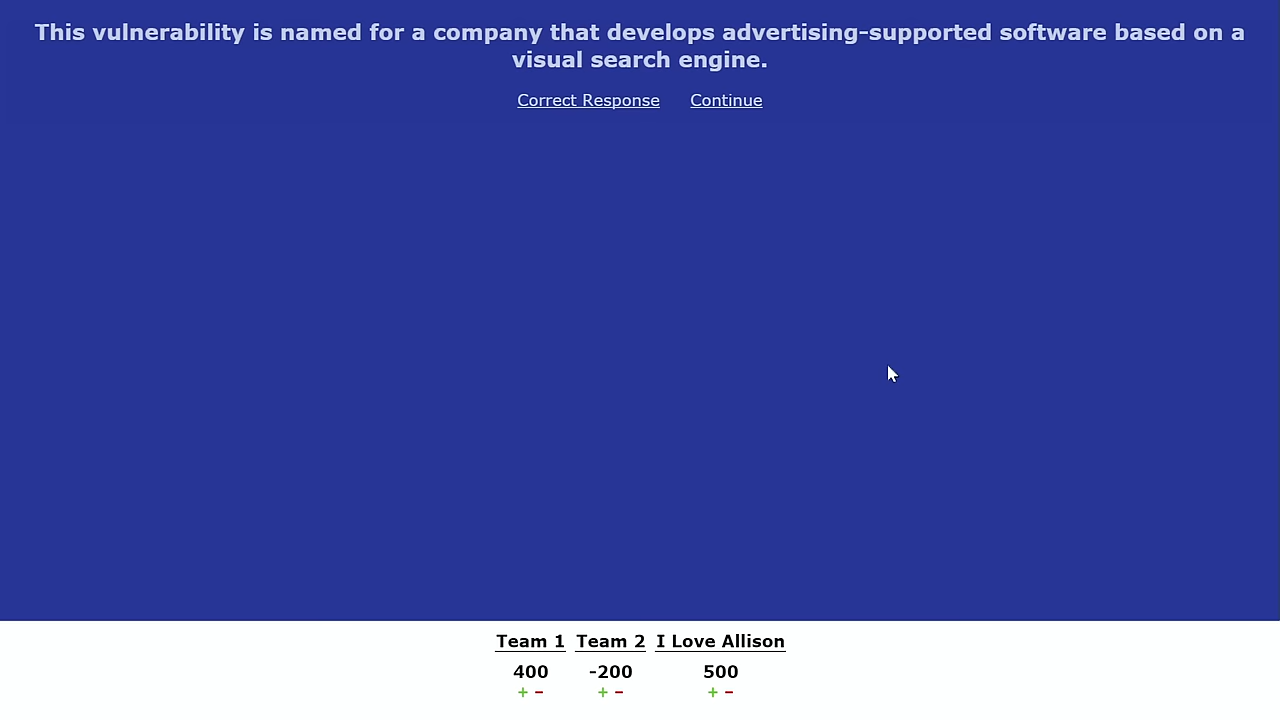 This vulnerability is named for a company that develops advertising-supported software based on a
visual search engine.
Correct Response Continue
Team 1 Team 2 I Love Allison
400 -200 500
+ − + − + −